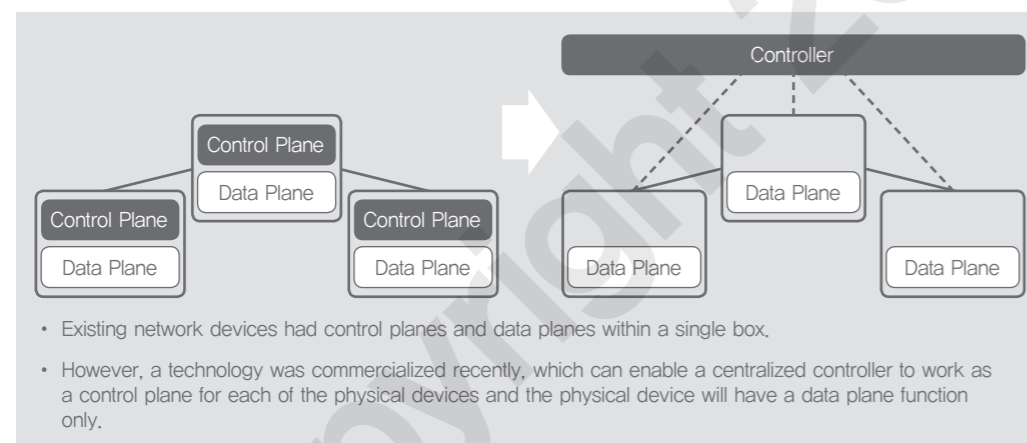 Controller
Control Plane
Data Plane
Control Plane
Data Plane
Control Plane
Data Plane
Data Plane
Data Plane
Data Plane
• Existing network devices had control planes and data planes within a single box.
• However, a technology was commercialized recently, which can enable a centralized controller to work as
a control plane for each of the physical devices and the physical device will have a data plane function
only.